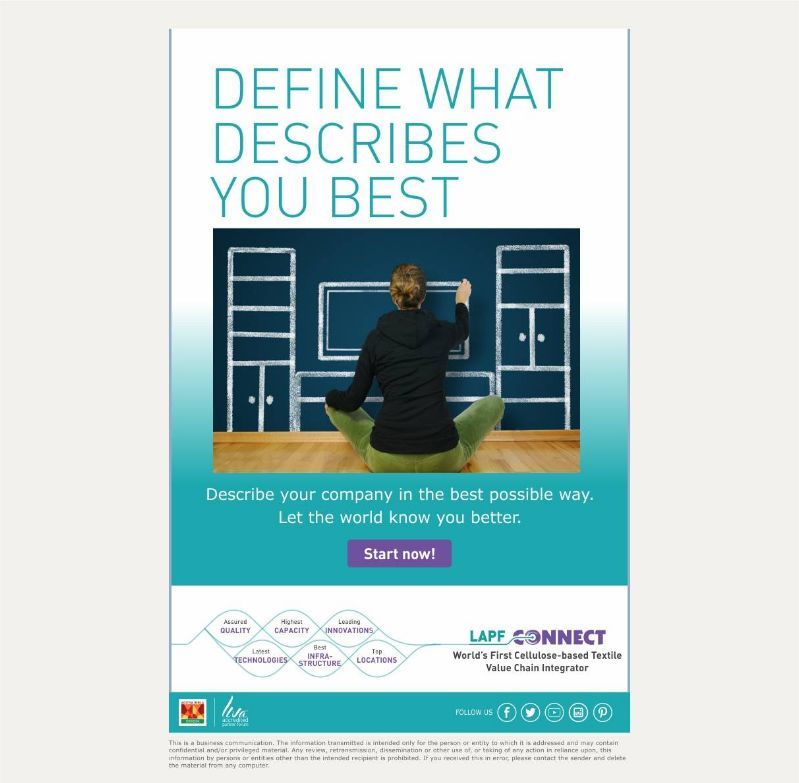 DEFINE WHAT
DESCRIBES
YOU BEST
Describe your company in the best possible way.
Let the world know you better.
Start now!
Assured
QUALITY
Highest
CAPACITY
Leading
INNOVATIONS
Latest
TECHNOLOGIES
Best
INFRA-
STRUCTURE
Top
LOCATIONS
LAPF CONNECT
World's First Cellulose-based Textile
Value Chain Integrator
Liva
accredited
partner forum
FOLLOW US
This is a business communication. The information transmitted is intended only for the person or entity to which it is addressed and may contain
confidential and/or privileged material. Any review, retransmission, dissemination or other use of, or taking of any action in reliance upon, this
information by persons or entities other than the intended recipient is prohibited. If you received this in error, please contact the sender and delete
the material from any computer.